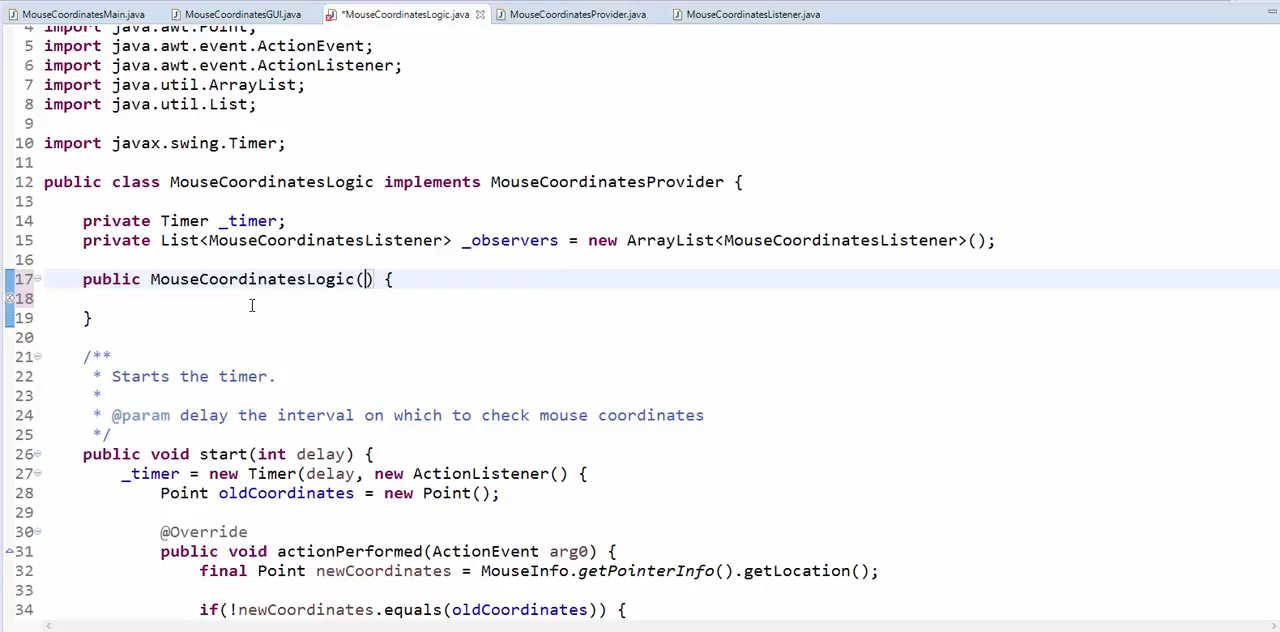 MouseCoordinatesMain.java MouseCoordinatesGUI.java *MouseCoordinatesLogic.java MouseCoordinatesProvider.java MouseCoordinatesListener.java
4 import java.awt.Point;
5 import java.awt.event.ActionEvent;
6 import java.awt.event.ActionListener;
7 import java.util.ArrayList;
8 import java.util.List;
9
10 import javax.swing.Timer;
11
12 public class MouseCoordinatesLogic implements MouseCoordinatesProvider {
13
14 private Timer _timer;
15 private List<MouseCoordinatesListener> _observers = new ArrayList<MouseCoordinatesListener>();
16
17 public MouseCoordinatesLogic() {
18
19 }
20
21 /**
22 * Starts the timer.
23 *
24 * @param delay the interval on which to check mouse coordinates
25 */
26 public void start(int delay) {
27 _timer = new Timer(delay, new ActionListener() {
28 Point oldCoordinates = new Point();
29
30 @Override
31 public void actionPerformed(ActionEvent arg0) {
32 final Point newCoordinates = MouseInfo.getPointerInfo().getLocation();
33
34 if(!newCoordinates.equals(oldCoordinates)) {